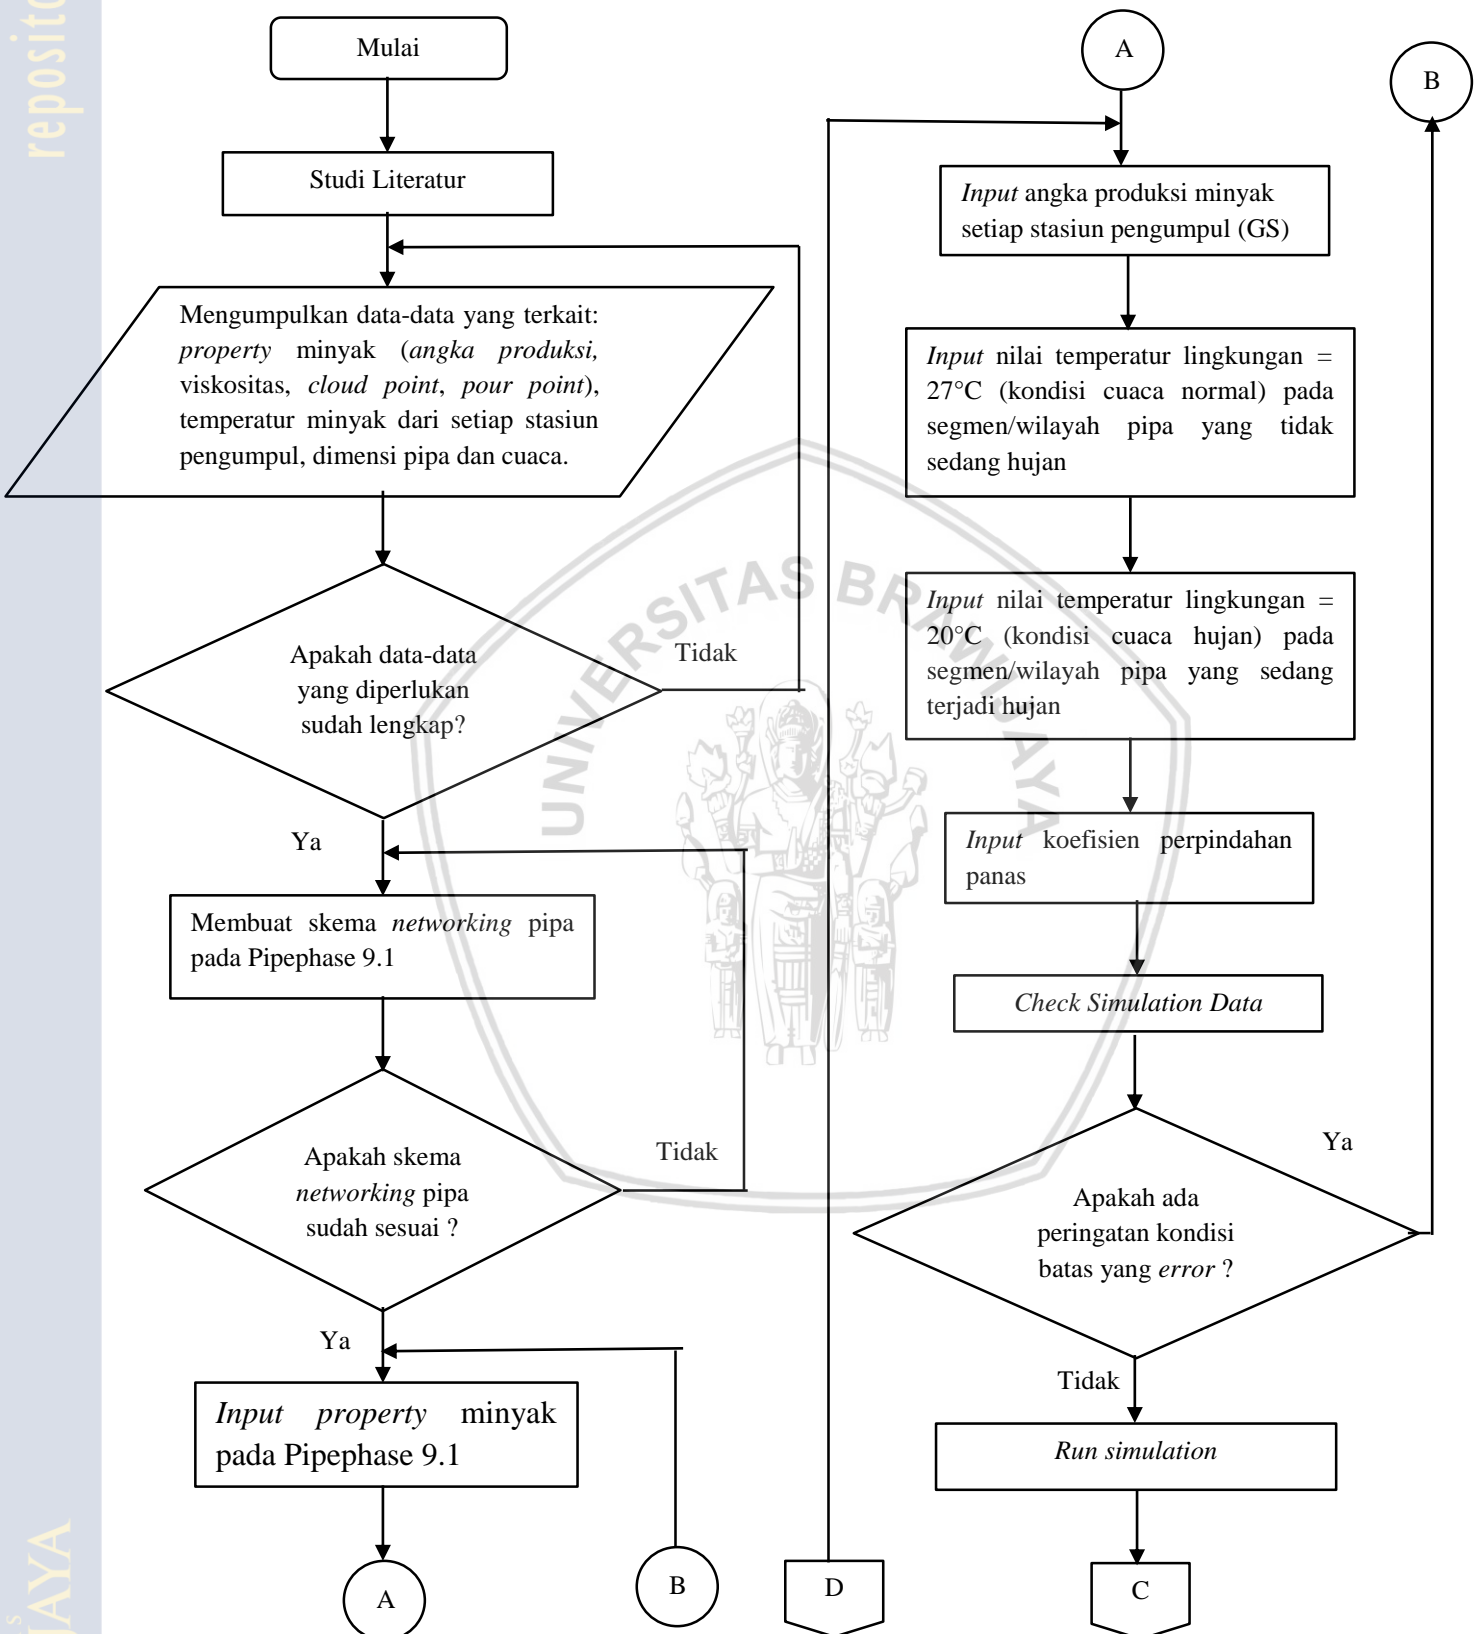 Mulai
Studi Literatur
Mengumpulkan data-data yang terkait:
property minyak (angka produksi,
viskositas, cloud point, pour point),
temperatur minyak dari setiap stasiun
pengumpul, dimensi pipa dan cuaca.
Apakah data-data
yang diperlukan
sudah lengkap?
Tidak
Ya
Membuat skema networking pipa
pada Pipephase 9.1
Apakah skema
networking pipa
sudah sesuai ?
Tidak
Ya
Input property minyak
pada Pipephase 9.1
A
B
D
A
B
Input angka produksi minyak
setiap stasiun pengumpul (GS)
Input nilai temperatur lingkungan =
27°C (kondisi cuaca normal) pada
segmen/wilayah pipa yang tidak
sedang hujan
Input nilai temperatur lingkungan =
20°C (kondisi cuaca hujan) pada
segmen/wilayah pipa yang sedang
terjadi hujan
Input koefisien perpindahan
panas
Check Simulation Data
Apakah ada
peringatan kondisi
batas yang error ?
Ya
Tidak
Run simulation
C
UNIVERSITAS BRAWIJAYA
reposito
JAYA